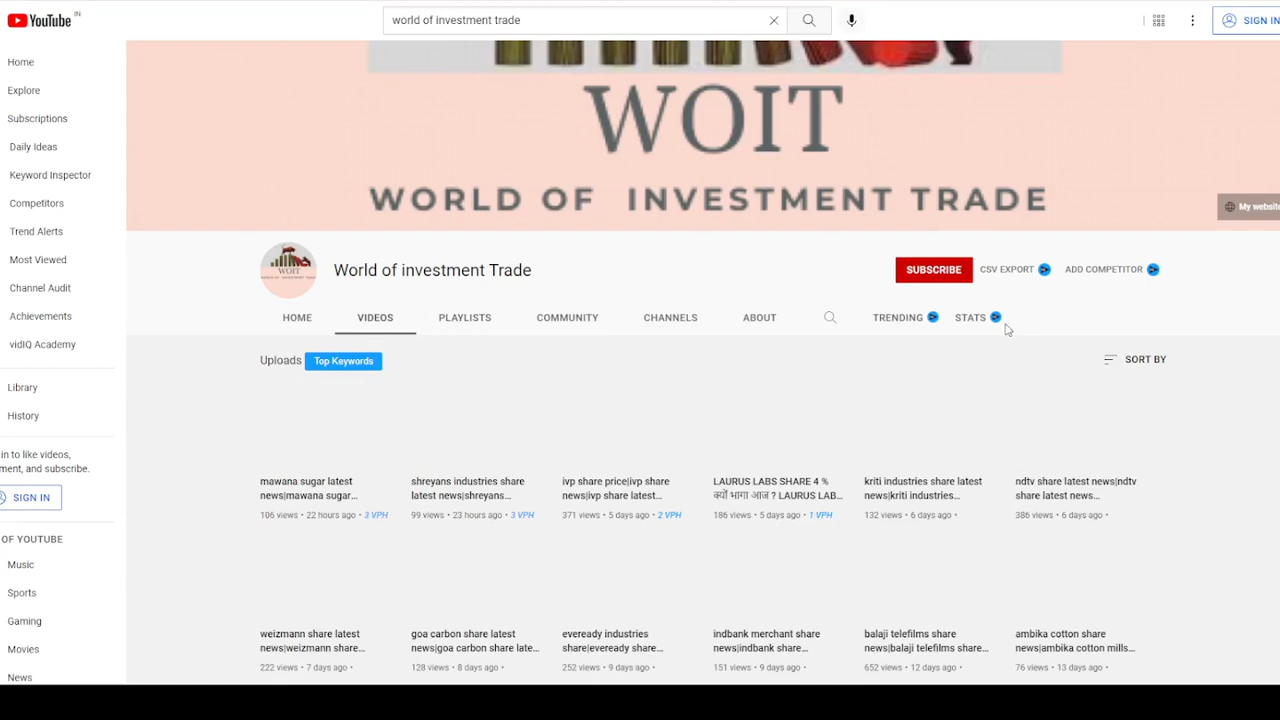 YouTube IN
world of investment trade
SIGN IN
Home
Explore
Subscriptions
Daily Ideas
Keyword Inspector
Competitors
Trend Alerts
Most Viewed
Channel Audit
Achievements
vidIQ Academy
Library
History
in to like videos,
ment, and subscribe.
SIGN IN
OF YOUTUBE
Music
Sports
Gaming
Movies
News
WOIT
WORLD OF INVESTMENT TRADE
My website
WOIT
World of investment Trade
SUBSCRIBE
CSV EXPORT
ADD COMPETITOR
HOME
VIDEOS
PLAYLISTS
COMMUNITY
CHANNELS
ABOUT
TRENDING
STATS
Uploads
Top Keywords
SORT BY
mawana sugar latest
news|mawana sugar...
106 views • 22 hours ago • 3 VPH
shreyans industries share
latest news|shreyans...
99 views • 23 hours ago • 3 VPH
ivp share price|ivp share
news|ivp share latest...
371 views • 5 days ago • 2 VPH
LAURUS LABS SHARE 4 %
क्यों भागा आज ? LAURUS LAB...
186 views • 5 days ago • 1 VPH
kriti industries share latest
news|kriti industries...
132 views • 6 days ago •
ndtv share latest news|ndtv
share latest news...
386 views • 6 days ago •
weizmann share latest
news|weizmann share...
222 views • 7 days ago •
goa carbon share latest
news|goa carbon share late...
128 views • 8 days ago •
eveready industries
share|eveready share...
252 views • 9 days ago •
indbank merchant share
news|indbank share...
151 views • 9 days ago •
balaji telefilms share
news|balaji telefilms share...
652 views • 12 days ago •
ambika cotton share
news|ambika cotton mills...
76 views • 13 days ago •